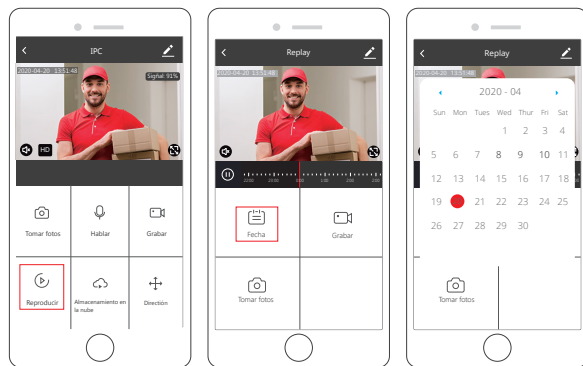 IPC
2020-04-20 13:51:48
Señal: 91%
HD
Tomar fotos
Hablar
Grabar
Reproducir
Almacenamiento en
la nube
Dirección
Replay
2020-04-20 13:51:48
Fecha
Grabar
Tomar fotos
Replay
2020-04-20 13:51:48
2020 - 04
Sun Mon Tues Wed Thur Fri Sat
1 2 3 4
5 6 7 8 9 10 11
12 13 14 15 16 17 18
19 21 22 23 24 25
26 27 28 29 30
Tomar fotos